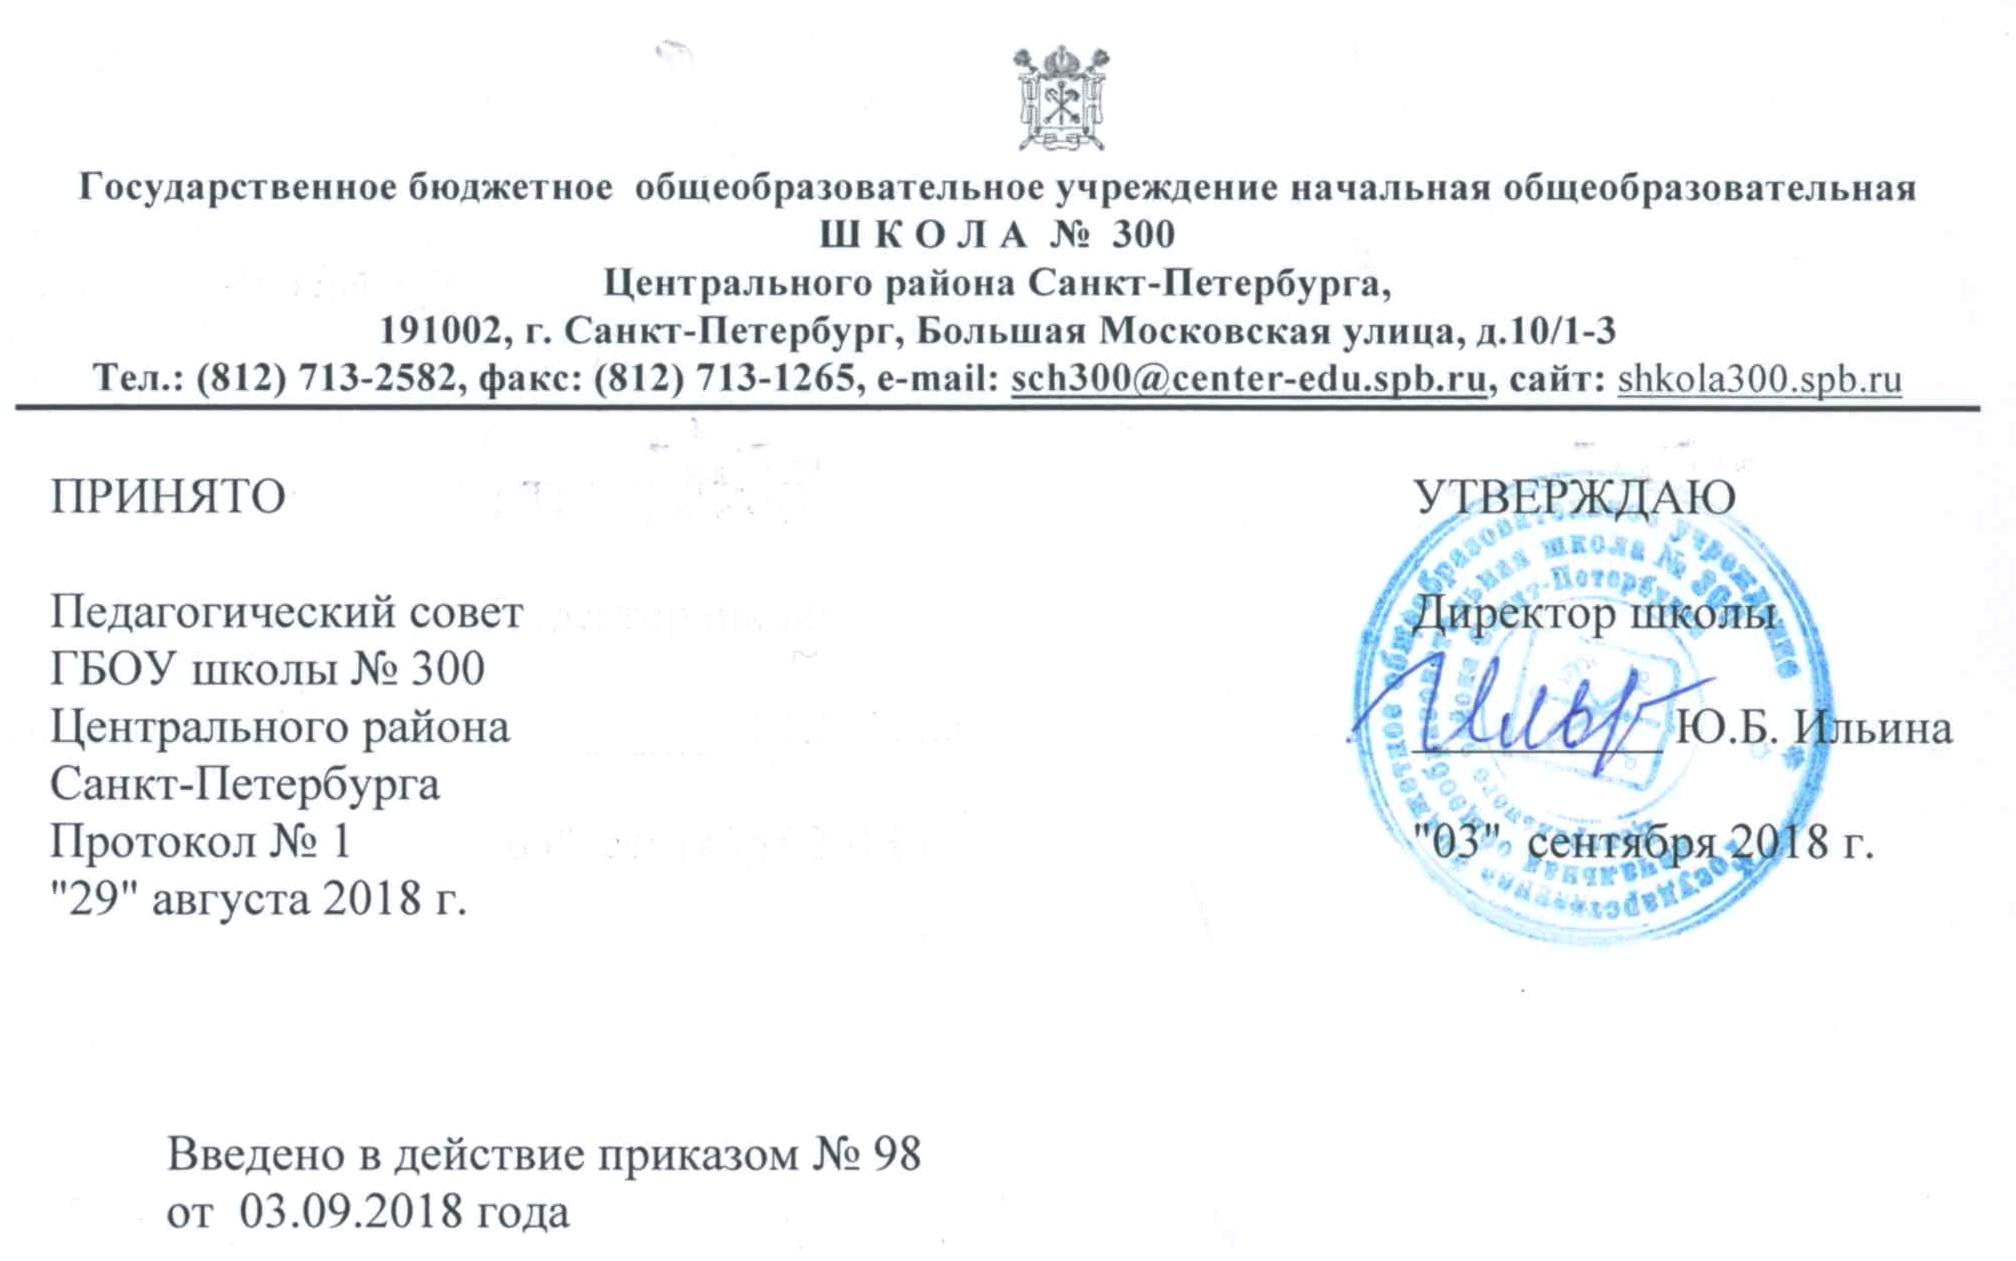 Государственное бюджетное общеобразовательное учреждение начальная общеобразовательная
Ш К О Л А № 300
Центрального района Санкт-Петербурга,
191002, г. Санкт-Петербург, Большая Московская улица, д.10/1-3
Тел.: (812) 713-2582, факс: (812) 713-1265, e-mail: sch300@center-edu.spb.ru, сайт: shkola300.spb.ru
ПРИНЯТО
Педагогический совет
ГБОУ школы № 300
Центрального района
Санкт-Петербурга
Протокол № 1
"29" августа 2018 г.
УТВЕРЖДАЮ
Директор школы
Ю.Б. Ильина
"03" сентября 2018 г.
учреждение
школа №
Введено в действие приказом № 98
от 03.09.2018 года